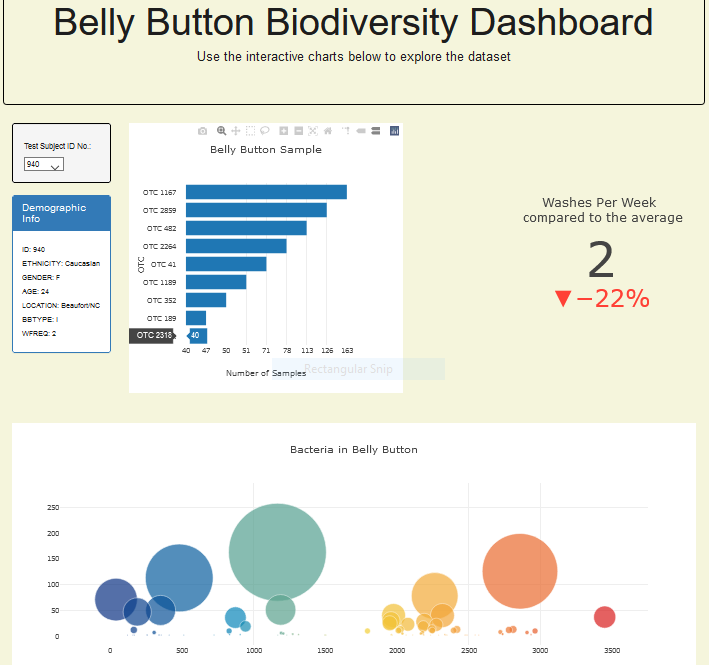 Belly Button Biodiversity Dashboard
Use the interactive charts below to explore the dataset
Test Subject ID No.:
940
Demographic
Info
ID: 940
ETHNICITY: Caucasian
GENDER: F
AGE: 24
LOCATION: Beaufort/NC
BBTYPE: I
WFREQ: 2
Belly Button Sample
OTC 1167
OTC 2859
OTC 482
OTC 2264
OTC
OTC 41
OTC 1189
OTC 352
OTC 189
OTC 2318 40
40 47 50 51 71 78 113 126 163
Number of Samples
Rectangular Snip
Washes Per Week
compared to the average
2
▼−22%
Bacteria in Belly Button
250
200
150
100
50
0
0 500 1000 1500 2000 2500 3000 3500